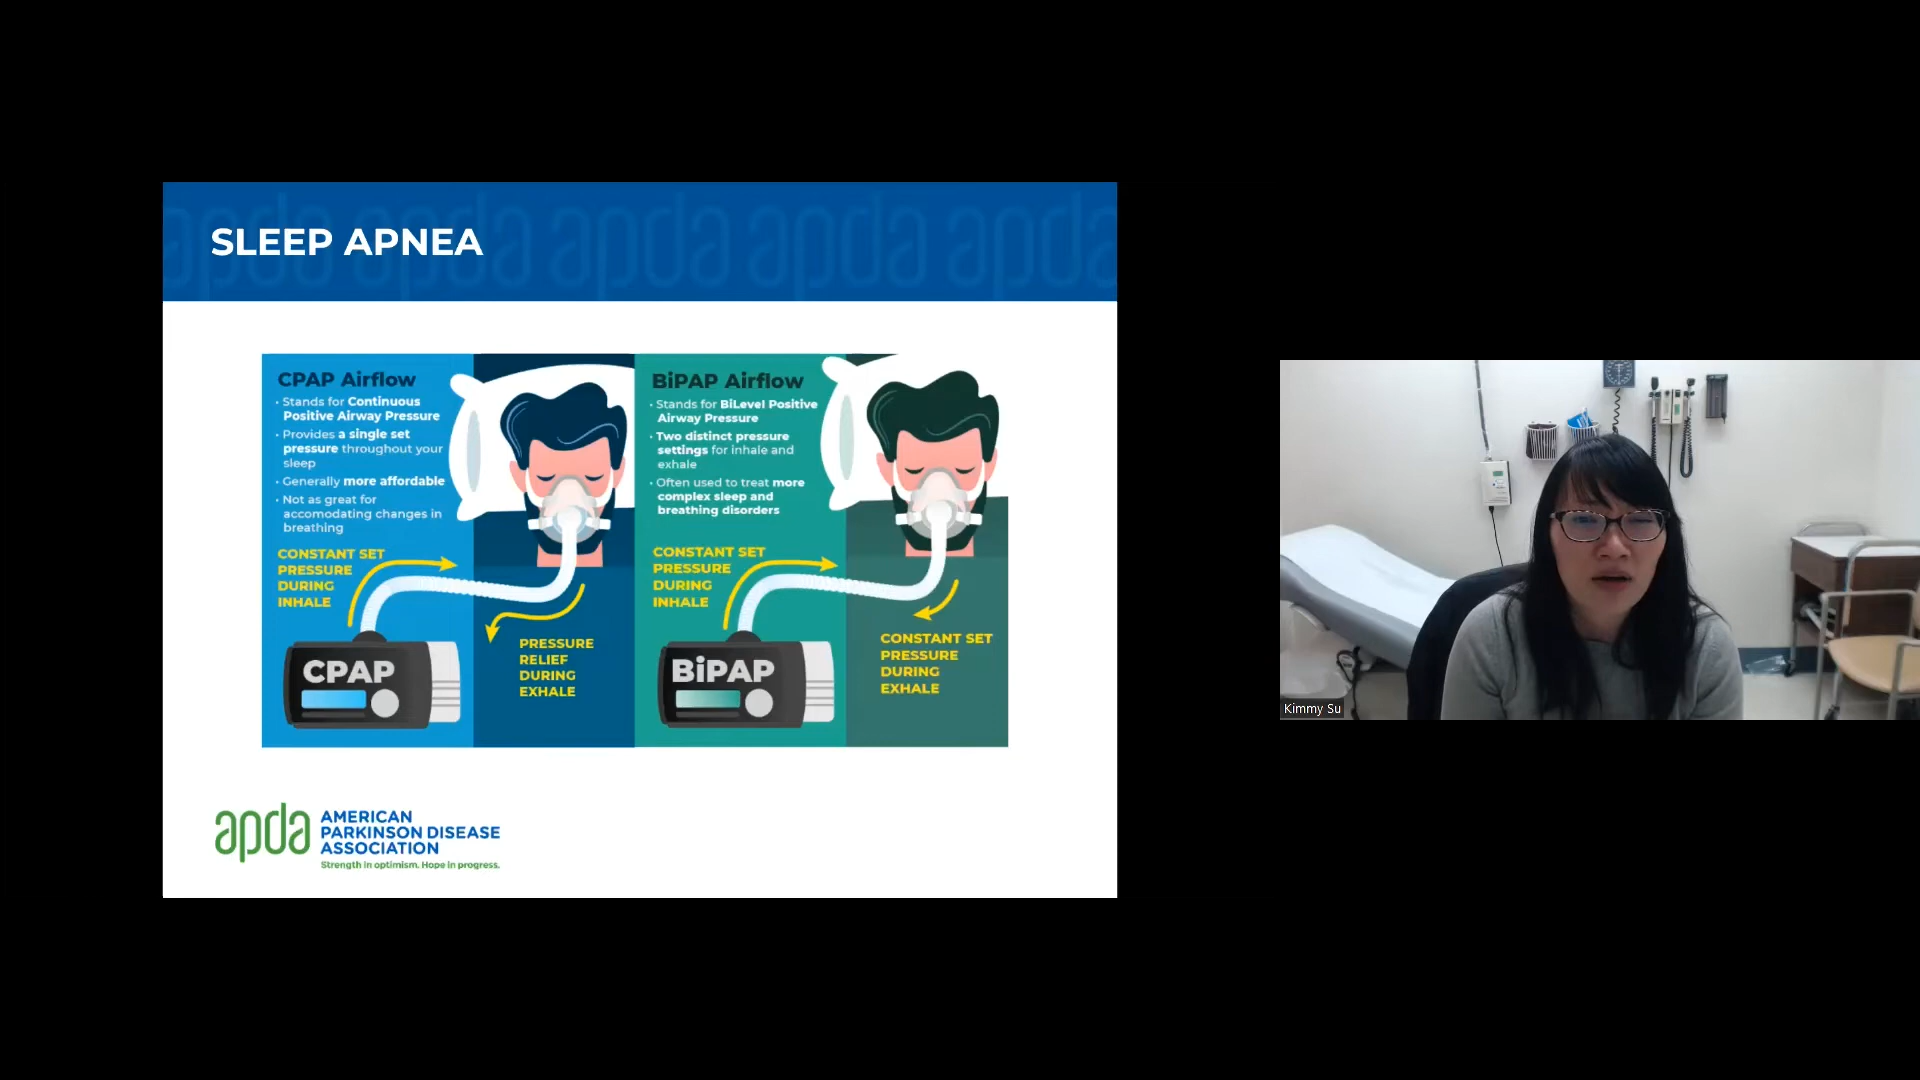 SLEEP APNEA
CPAP Airflow
• Stands for Continuous
Positive Airway Pressure
• Provides a single set
pressure throughout your
sleep
• Generally more affordable
• Not as great for
accomodating changes in
breathing
CONSTANT SET
PRESSURE
DURING
INHALE
CPAP
PRESSURE
RELIEF
DURING
EXHALE
BiPAP Airflow
• Stands for BiLevel Positive
Airway Pressure
• Two distinct pressure
settings for inhale and
exhale
• Often used to treat more
complex sleep and
breathing disorders
CONSTANT SET
PRESSURE
DURING
INHALE
BiPAP
CONSTANT SET
PRESSURE
DURING
EXHALE
apda
AMERICAN
PARKINSON DISEASE
ASSOCIATION
Strength in optimism. Hope in progress.
Kimmy Su